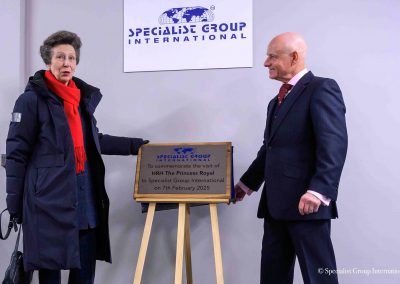 SPECIALIST GROUP
INTERNATIONAL
SPECIALIST GROUP
INTERNATIONAL
To commemorate the visit of
HRH The Princess Royal
to Specialist Group International
on 7th February 2025
© Specialist Group Internationa